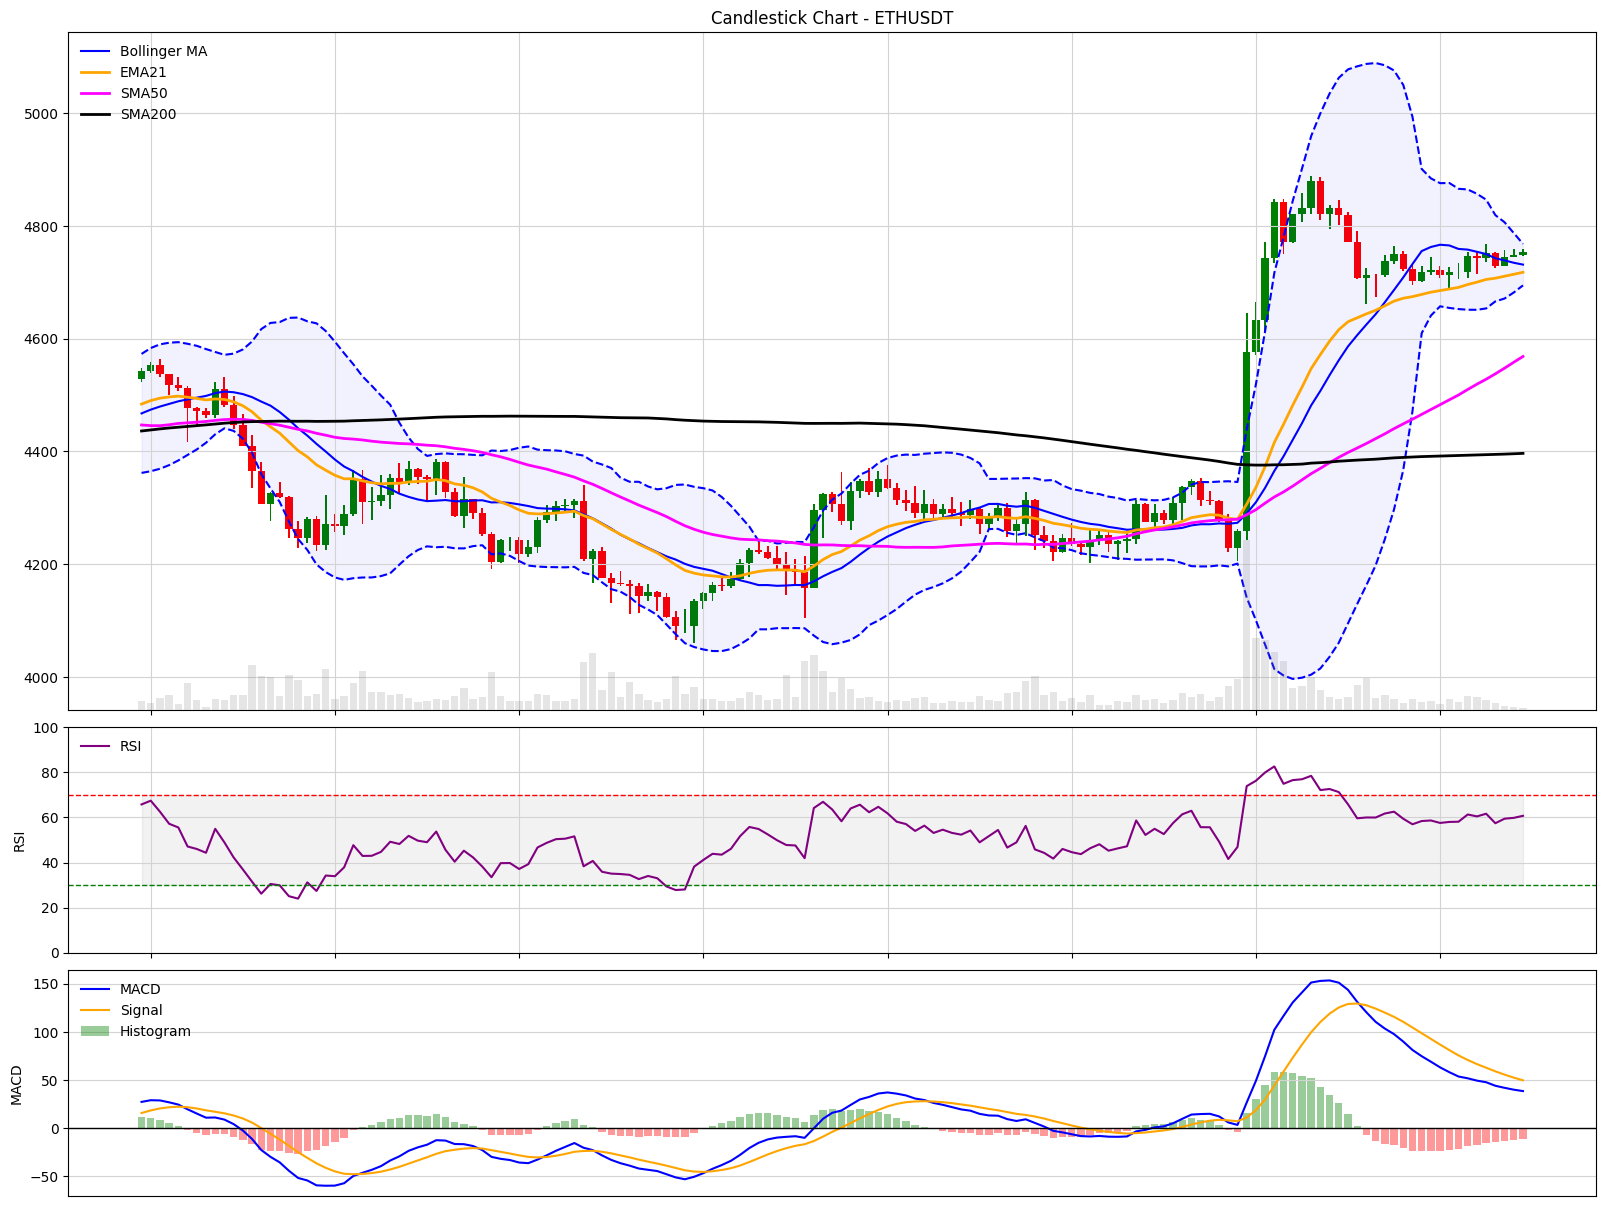 Candlestick Chart - ETHUSDT
Bollinger MA
EMA21
SMA50
SMA200
5000
4800
4600
4400
4200
4000
RSI
100
80
60
40
20
0
RSI
MACD
Signal
Histogram
150
100
50
0
−50
MACD